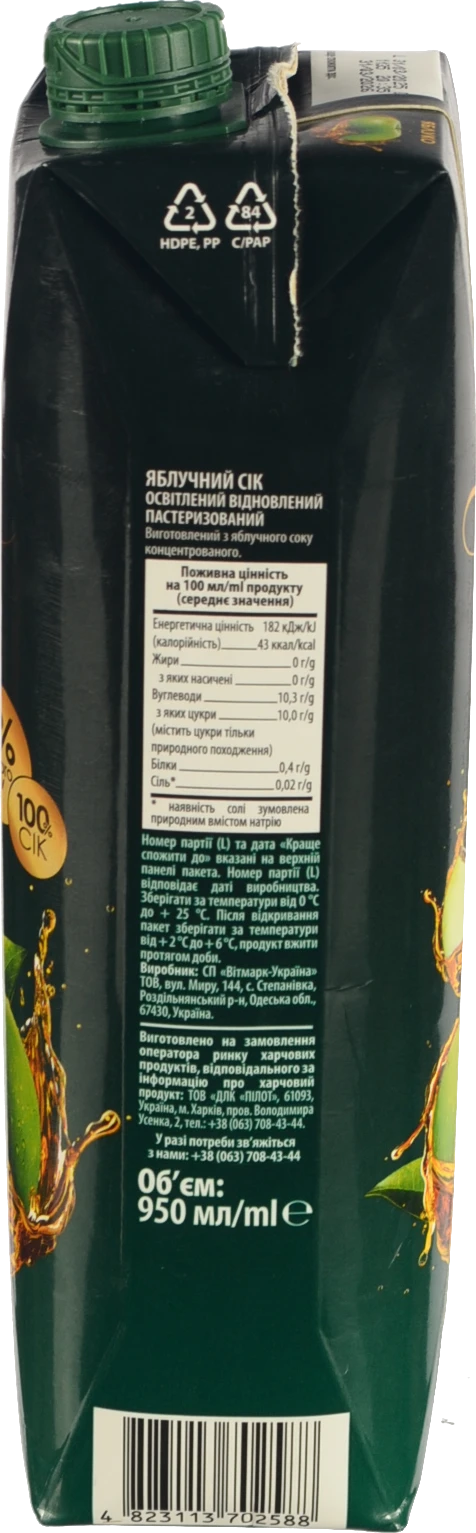 2
84
HDPE, PP
C/PAP
ЯБЛУЧНИЙ СІК
ОСВІТЛЕНИЙ ВІДНОВЛЕНИЙ
ПАСТЕРИЗОВАНИЙ
Виготовлений з яблучного соку
концентрованого.
Поживна цінність
на 100 мл/ml продукту
(середнє значення)
Енергетична цінність 182 кДж/kJ
(калорійність) 43 ккал/kcal
Жири 0 г/g
з яких насичені 0 г/g
Вуглеводи 10,3 г/g
з яких цукри 10,0 г/g
(містить цукри тільки
природного походження)
Білки 0,4 г/g
Сіль* 0,02 г/g
* наявність солі зумовлена
природним вмістом натрію
Номер партії (L) та дата «Краще
спожити до» вказані на верхній
панелі пакета. Номер партії (L)
відповідає даті виробництва.
Зберігати за температури від 0 °С
до + 25 °С. Після відкривання
пакет зберігати за температури
від + 2 °С до + 6 °С, продукт вжити
протягом доби.
Виробник: СП «Вітмарк-Україна»
ТОВ, вул. Миру, 144, с. Степанівка,
Роздільнянський р-н, Одеська обл.,
67430, Україна.
Виготовлено на замовлення
оператора ринку харчових
продуктів, відповідального за
інформацію про харчовий
продукт: ТОВ «ДЛК «ПІЛОТ», 61093,
Україна, м. Харків, пров. Володимира
Усенка, 2, тел.: +38 (063) 708-43-44.
У разі потреби зв'яжіться
з нами: +38 (063) 708-43-44
Об'єм:
950 мл/ml e
100%
СІК
4 823113 702588